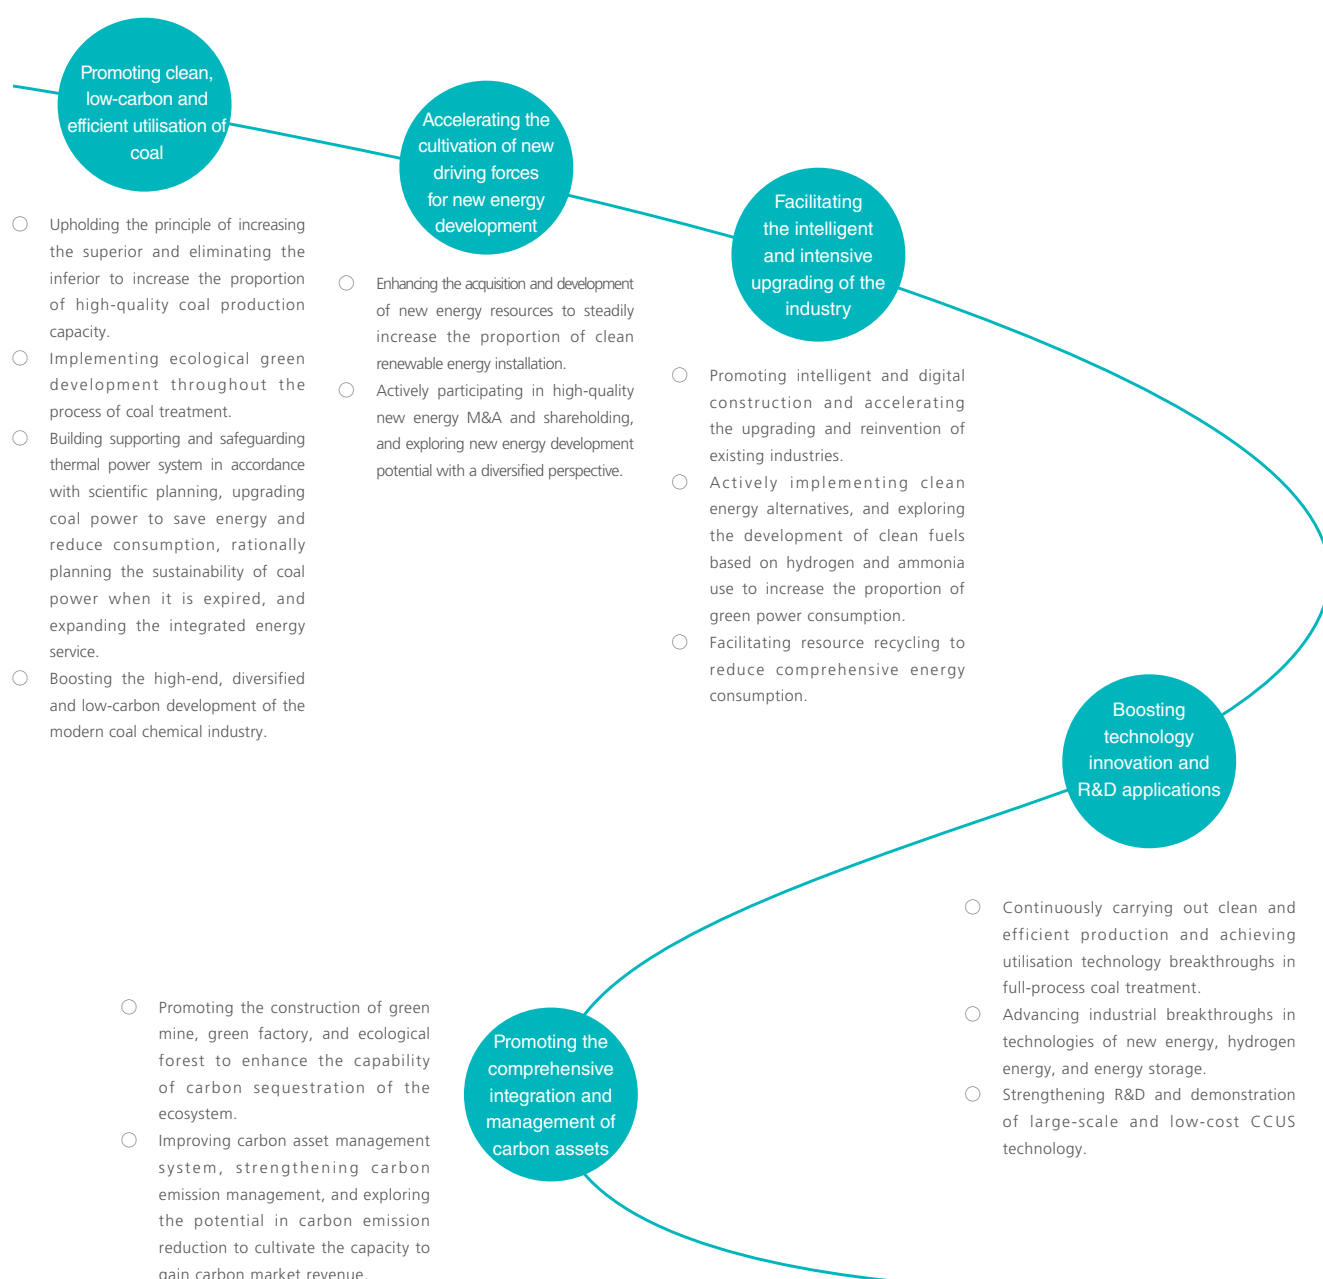 Promoting clean,
low-carbon and
efficient utilisation of
coal
Upholding the principle of increasing
the superior and eliminating the
inferior to increase the proportion
of high-quality coal production
capacity.
Implementing ecological green
development throughout the
process of coal treatment.
Building supporting and safeguarding
thermal power system in accordance
with scientific planning, upgrading
coal power to save energy and
reduce consumption, rationally
planning the sustainability of coal
power when it is expired, and
expanding the integrated energy
service.
Boosting the high-end, diversified
and low-carbon development of the
modern coal chemical industry.
Accelerating the
cultivation of new
driving forces
for new energy
development
Enhancing the acquisition and development
of new energy resources to steadily
increase the proportion of clean
renewable energy installation.
Actively participating in high-quality
new energy M&A and shareholding,
and exploring new energy development
potential with a diversified perspective.
Facilitating
the intelligent
and intensive
upgrading of the
industry
Promoting intelligent and digital
construction and accelerating
the upgrading and reinvention of
existing industries.
Actively implementing clean
energy alternatives, and exploring
the development of clean fuels
based on hydrogen and ammonia
use to increase the proportion of
green power consumption.
Facilitating resource recycling to
reduce comprehensive energy
consumption.
Boosting
technology
innovation and
R&D applications
Continuously carrying out clean and
efficient production and achieving
utilisation technology breakthroughs in
full-process coal treatment.
Advancing industrial breakthroughs in
technologies of new energy, hydrogen
energy, and energy storage.
Strengthening R&D and demonstration
of large-scale and low-cost CCUS
technology.
Promoting the
comprehensive
integration and
management of
carbon assets
Promoting the construction of green
mine, green factory, and ecological
forest to enhance the capability
of carbon sequestration of the
ecosystem.
Improving carbon asset management
system, strengthening carbon
emission management, and exploring
the potential in carbon emission
reduction to cultivate the capacity to
gain carbon market revenue.